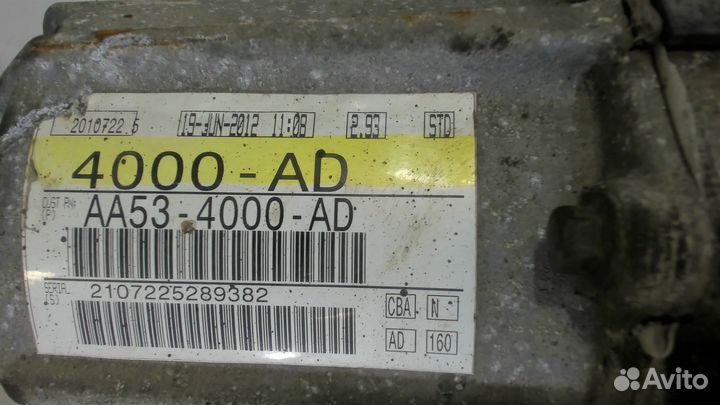 2010722.5 19-JUN-2012 11:08 2.93 STD
4000-AD
CUST PN:
(P)
AA53-4000-AD
SERIAL
(S)
2107225289382
CBA N
AD 160
Avito